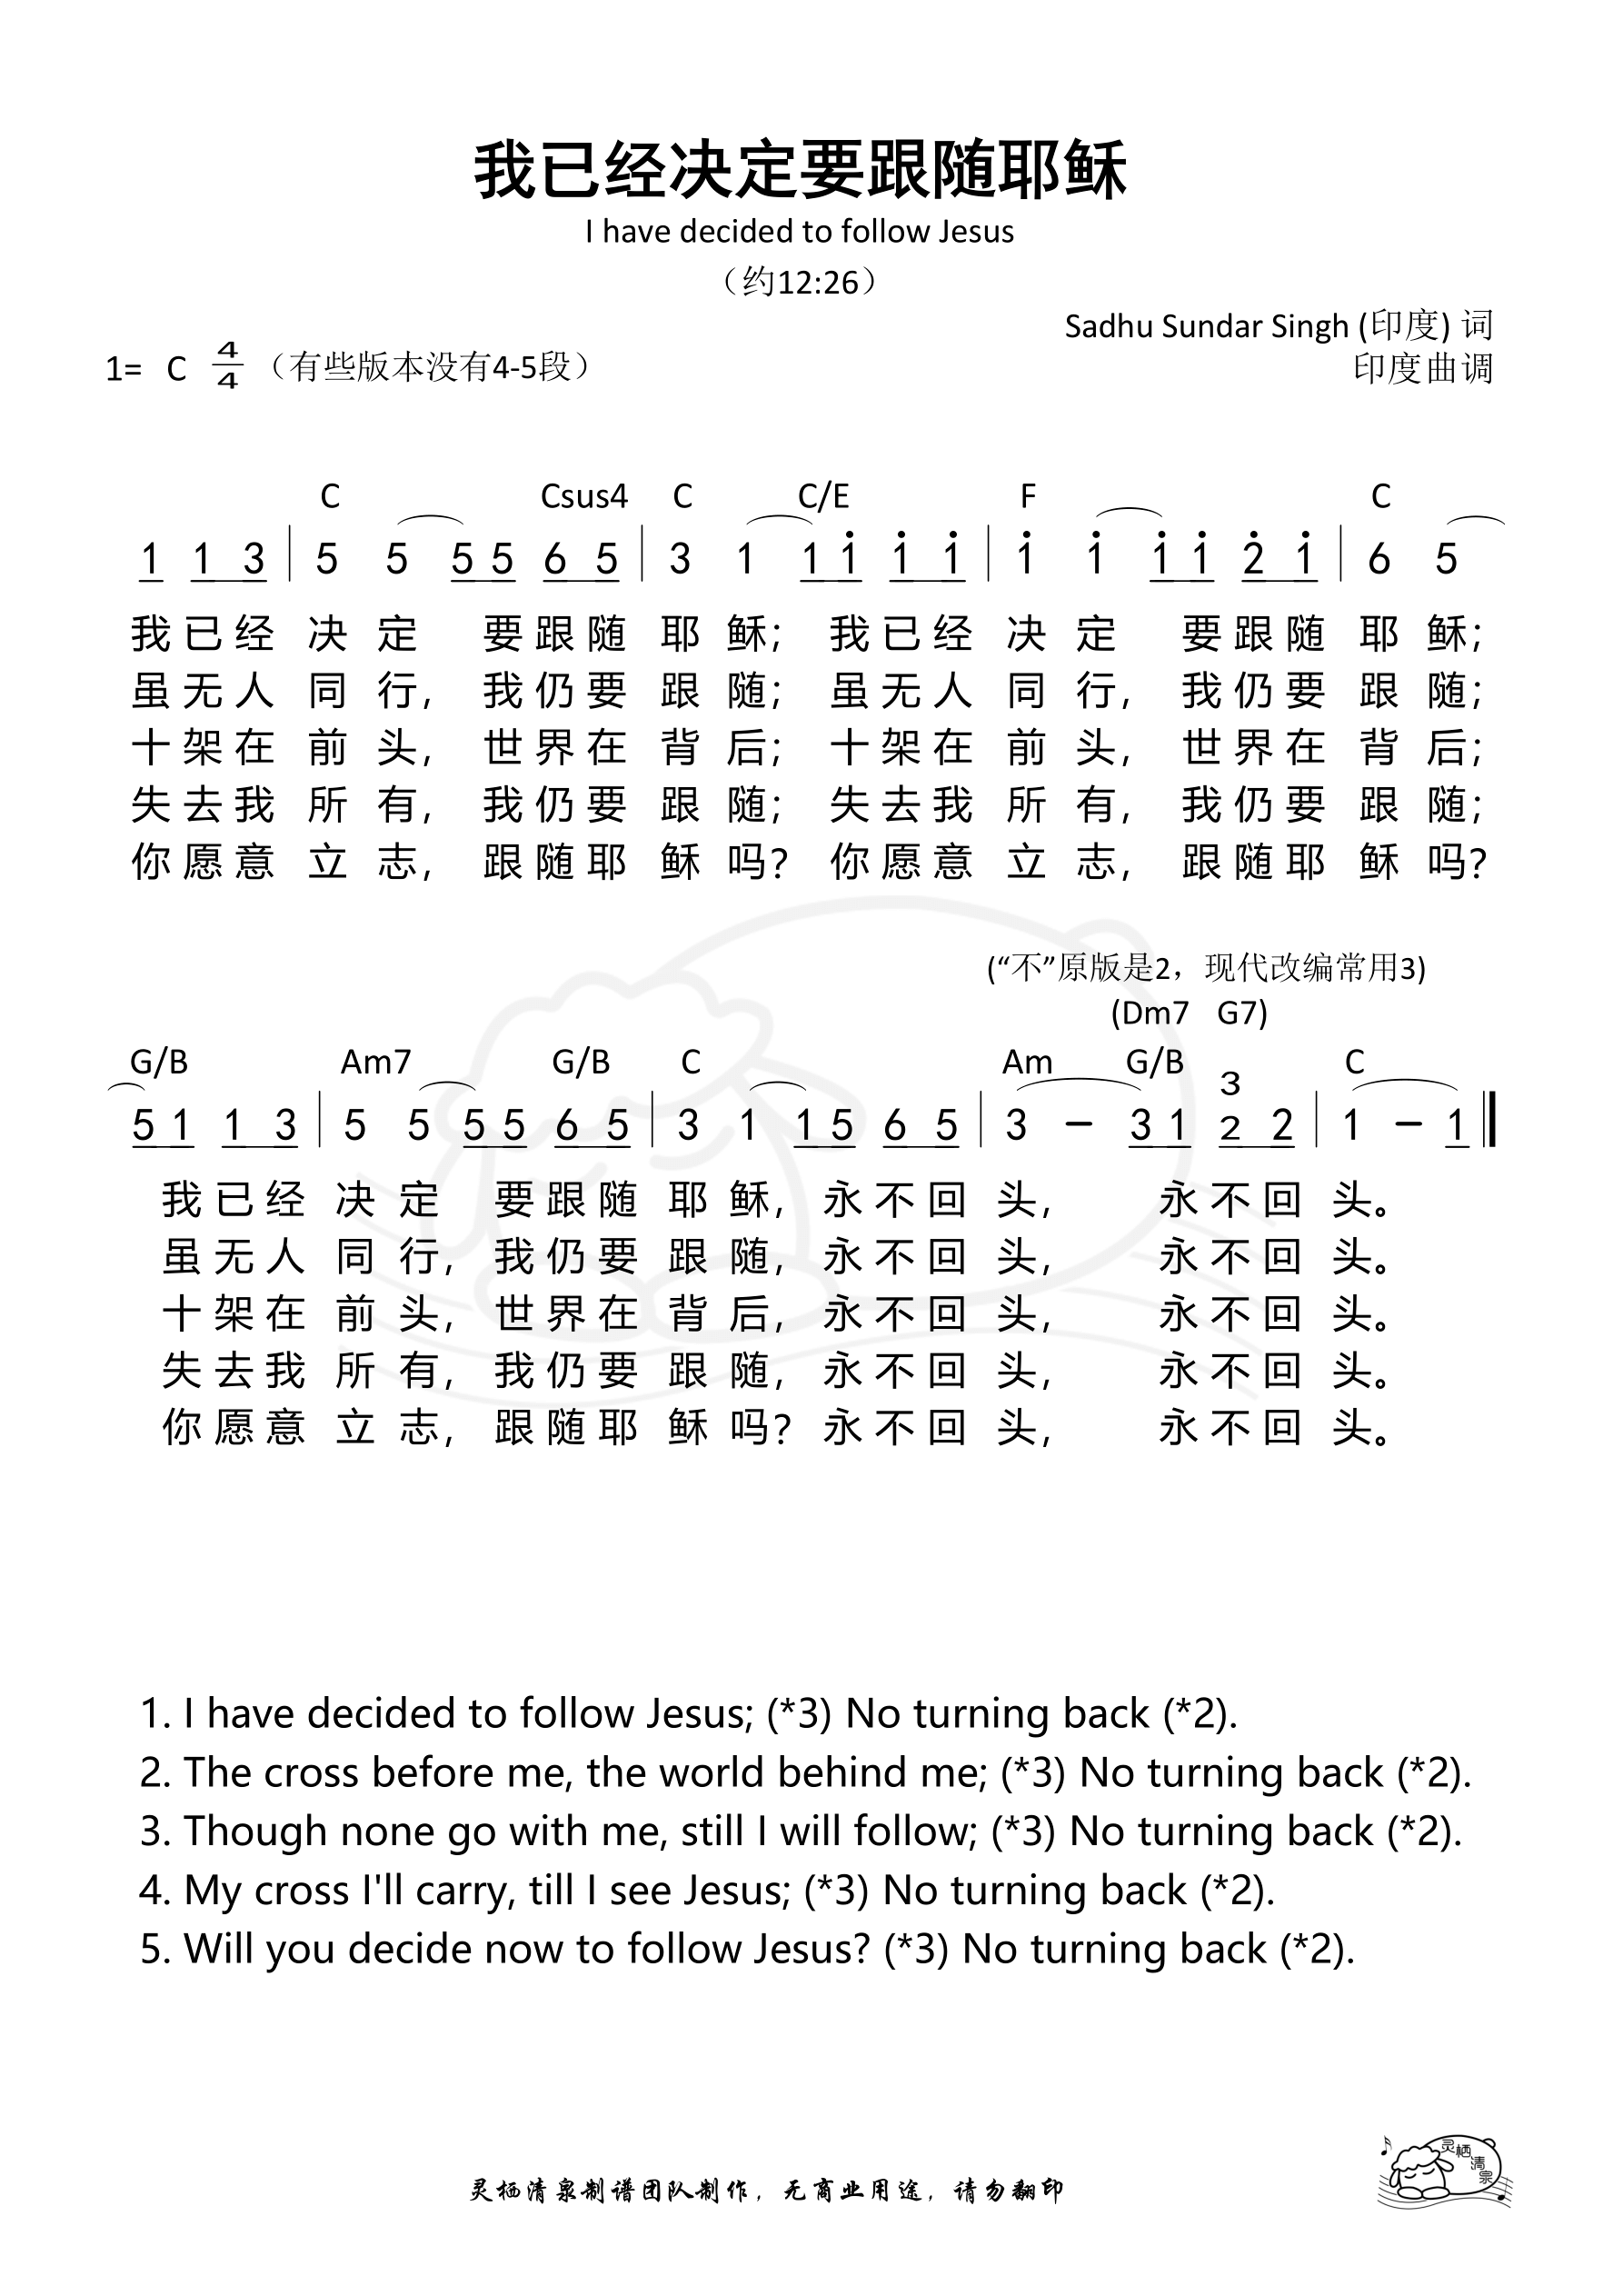 我已经决定要跟随耶稣
I have decided to follow Jesus
（约12:26）
Sadhu Sundar Singh (印度) 词
1= C 4/4 （有些版本没有4-5段）
印度曲调
C Csus4 C C/E F C
1 1 3 | 5 5 5 5 6 5 | 3 1 1 1̇ 1̇ 1̇ | 1̇ 1̇ 1̇ 1̇ 2̇ 1̇ | 6 5
我已经 决定 要跟随 耶稣； 我已经 决定 要跟随 耶稣；
虽无人 同行， 我仍要 跟随； 虽无人 同行， 我仍要 跟随；
十架在 前头， 世界在 背后； 十架在 前头， 世界在 背后；
失去我 所有， 我仍要 跟随； 失去我 所有， 我仍要 跟随；
你愿意 立志， 跟随耶 稣吗？ 你愿意 立志， 跟随耶 稣吗？
(“不”原版是2，现代改编常用3)
(Dm7 G7)
G/B Am7 G/B C Am G/B C
3
5 1 1 3 | 5 5 5 5 6 5 | 3 1 1 5 6 5 | 3 – 3 1 2 2 | 1 – 1 ‖
我已经 决定 要跟随 耶稣，永不回 头， 永不回 头。
虽无人 同行， 我仍要 跟随，永不回 头， 永不回 头。
十架在 前头， 世界在 背后，永不回 头， 永不回 头。
失去我 所有， 我仍要 跟随，永不回 头， 永不回 头。
你愿意 立志， 跟随耶 稣吗？永不回 头， 永不回 头。
1. I have decided to follow Jesus; (*3) No turning back (*2).
2. The cross before me, the world behind me; (*3) No turning back (*2).
3. Though none go with me, still I will follow; (*3) No turning back (*2).
4. My cross I'll carry, till I see Jesus; (*3) No turning back (*2).
5. Will you decide now to follow Jesus? (*3) No turning back (*2).
灵栖清泉
灵栖清泉制谱团队制作，无商业用途，请勿翻印